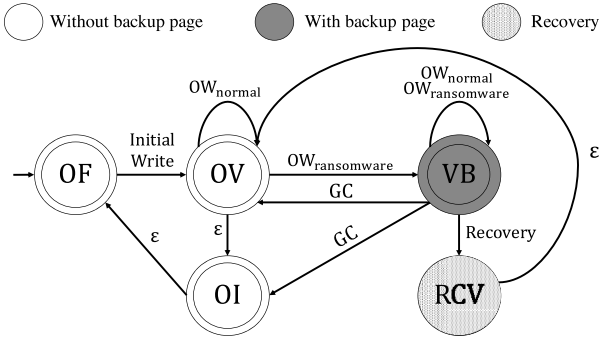 Without backup page
With backup page
Recovery
OWnormal
OWnormal
OWransomware
Initial
Write
OWransomware
ε
OF
OV
VB
GC
ε
ε
GC
Recovery
OI
RCV